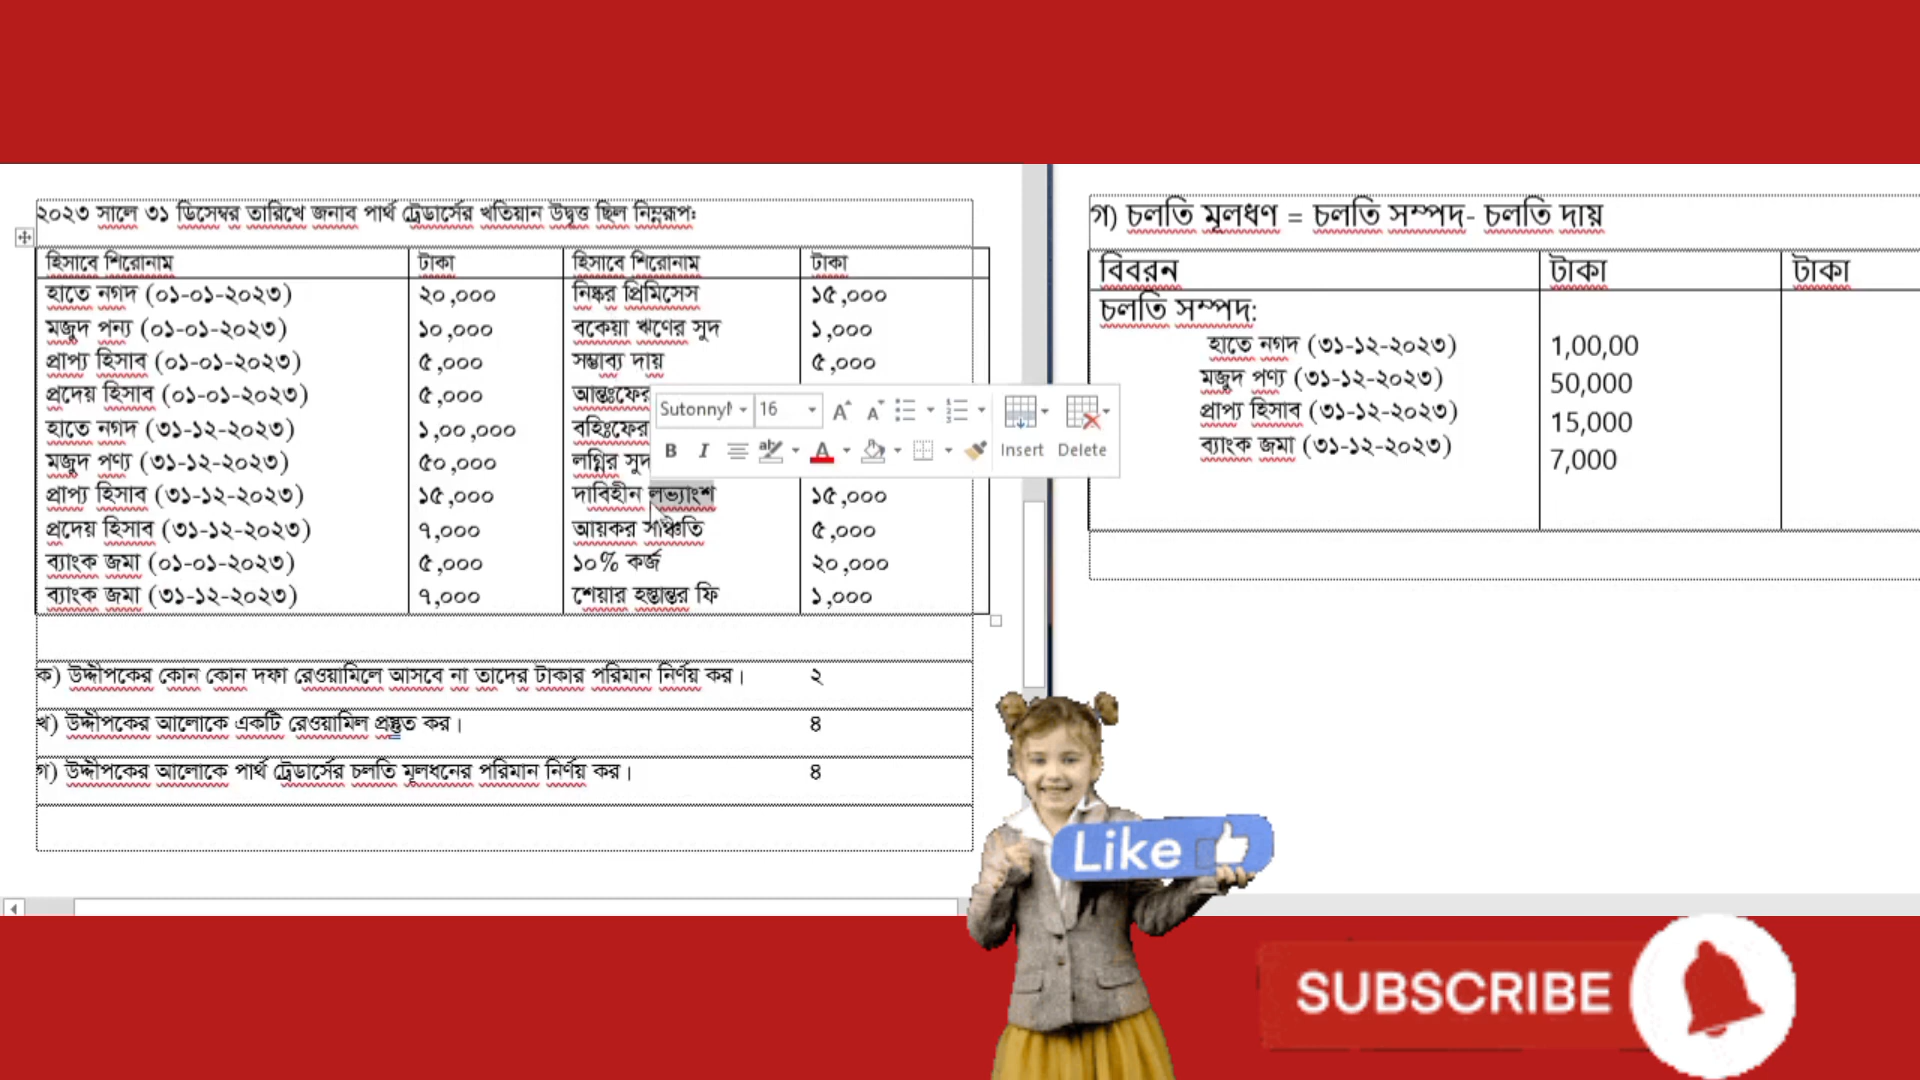 ২০২৩ সালে ৩১ ডিসেম্বর তারিখে জনাব পার্থ ট্রেডার্সের খতিয়ান উদ্বৃত্ত ছিল নিম্নরূপঃ
হিসাবে শিরোনাম টাকা হিসাবে শিরোনাম টাকা
হাতে নগদ (০১-০১-২০২৩) ২০,০০০ নিষ্কর প্রিমিসেস ১৫,০০০
মজুদ পন্য (০১-০১-২০২৩) ১০,০০০ বকেয়া ঋণের সুদ ১,০০০
প্রাপ্য হিসাব (০১-০১-২০২৩) ৫,০০০ সম্ভাব্য দায় ৫,০০০
প্রদেয় হিসাব (০১-০১-২০২৩) ৫,০০০ আন্তঃফের
হাতে নগদ (৩১-১২-২০২৩) ১,০০,০০০ বহিঃফের
মজুদ পণ্য (৩১-১২-২০২৩) ৫০,০০০ লগ্নির সুদ
প্রাপ্য হিসাব (৩১-১২-২০২৩) ১৫,০০০ দাবিহীন লভ্যাংশ ১৫,০০০
প্রদেয় হিসাব (৩১-১২-২০২৩) ৭,০০০ আয়কর সঞ্চিতি ৫,০০০
ব্যাংক জমা (০১-০১-২০২৩) ৫,০০০ ১০% কর্জ ২০,০০০
ব্যাংক জমা (৩১-১২-২০২৩) ৭,০০০ শেয়ার হস্তান্তর ফি ১,০০০
ক) উদ্দীপকের কোন কোন দফা রেওয়ামিলে আসবে না তাদের টাকার পরিমান নির্ণয় কর। ২
খ) উদ্দীপকের আলোকে একটি রেওয়ামিল প্রস্তুত কর। ৪
গ) উদ্দীপকের আলোকে পার্থ ট্রেডার্সের চলতি মূলধনের পরিমান নির্ণয় কর। ৪
SutonnyM 16
B I A Insert Delete
গ) চলতি মূলধণ = চলতি সম্পদ- চলতি দায়
বিবরন টাকা টাকা
চলতি সম্পদ:
হাতে নগদ (৩১-১২-২০২৩) 1,00,00
মজুদ পণ্য (৩১-১২-২০২৩) 50,000
প্রাপ্য হিসাব (৩১-১২-২০২৩) 15,000
ব্যাংক জমা (৩১-১২-২০২৩) 7,000
Like
SUBSCRIBE